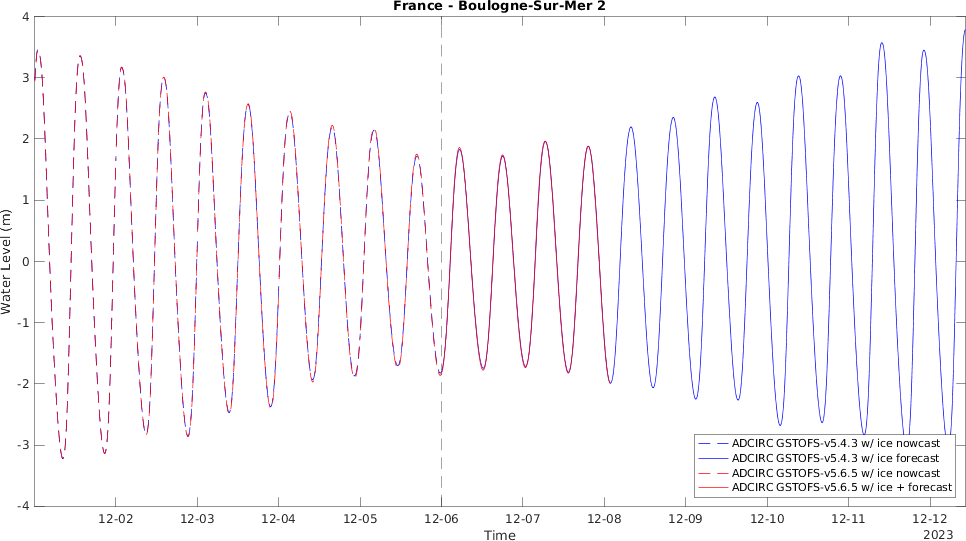 France - Boulogne-Sur-Mer 2
4
3
2
1
0
-1
-2
-3
-4
Water Level (m)
ADCIRC GSTOFS-v5.4.3 w/ ice nowcast
ADCIRC GSTOFS-v5.4.3 w/ ice forecast
ADCIRC GSTOFS-v5.6.5 w/ ice nowcast
ADCIRC GSTOFS-v5.6.5 w/ ice + forecast
12-02 12-03 12-04 12-05 12-06 12-07 12-08 12-09 12-10 12-11 12-12
Time
2023